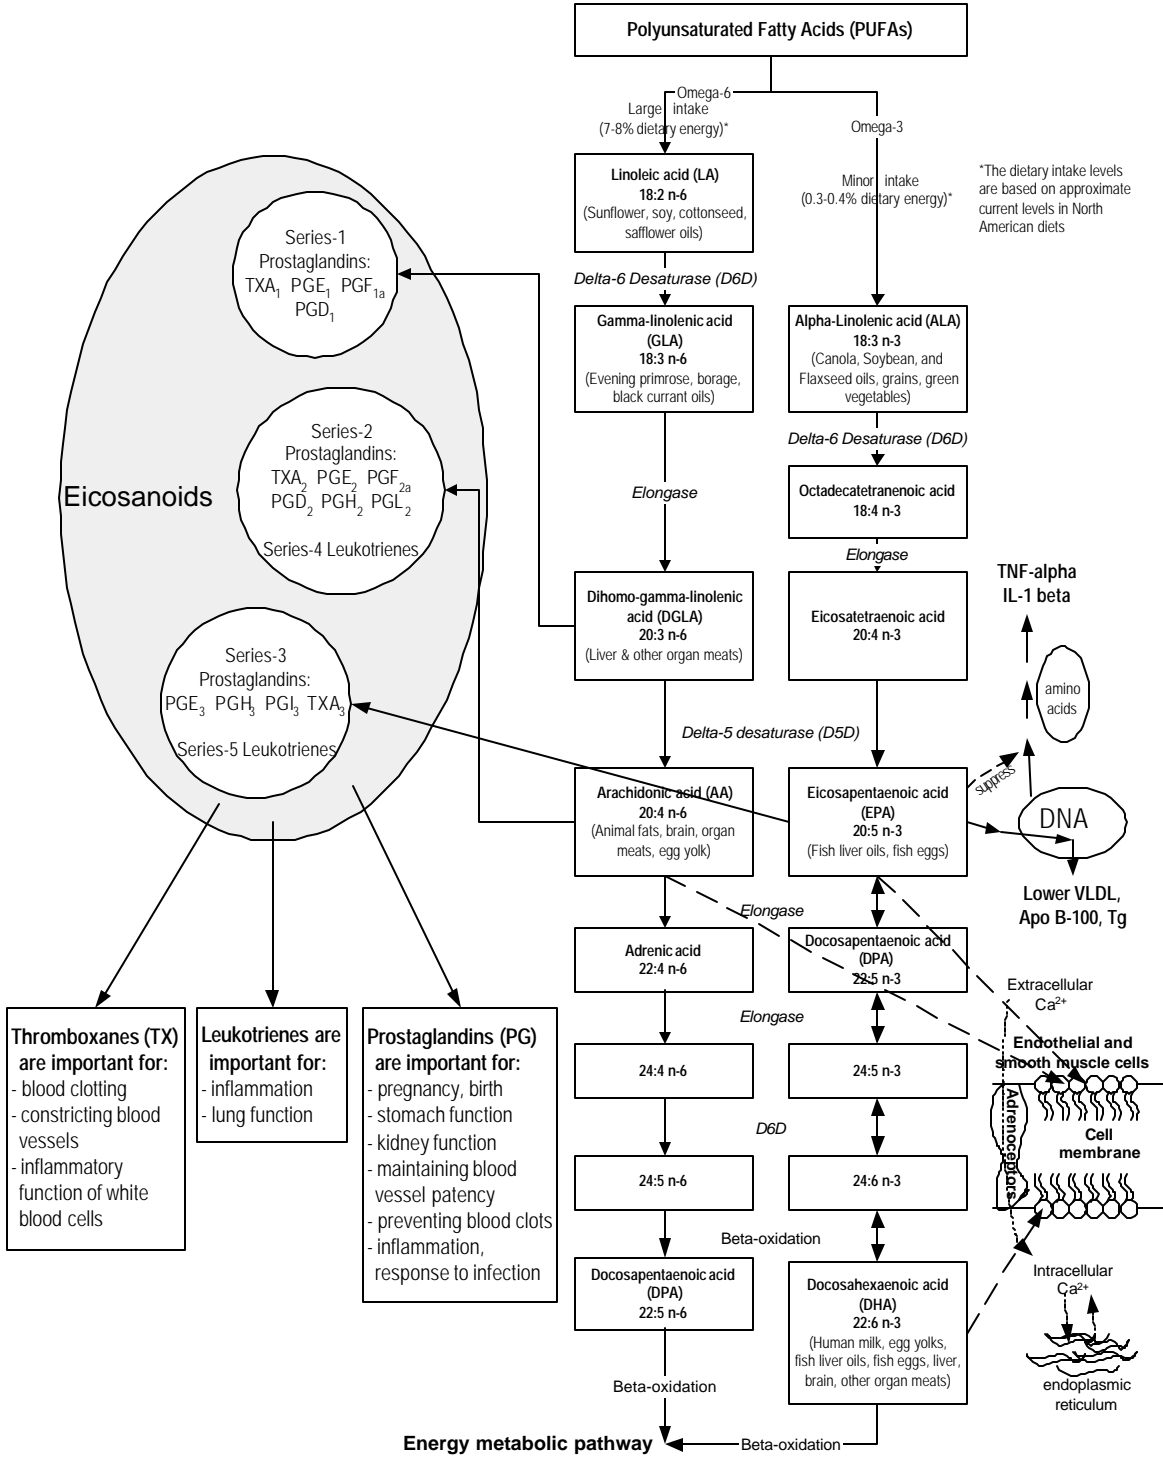 Polyunsaturated Fatty Acids (PUFAs)
Omega-6
Large intake
(7-8% dietary energy)*
Omega-3
Minor intake
(0.3-0.4% dietary energy)*
*The dietary intake levels
are based on approximate
current levels in North
American diets
Linoleic acid (LA)
18:2 n-6
(Sunflower, soy, cottonseed,
safflower oils)
Delta-6 Desaturase (D6D)
Gamma-linolenic acid
(GLA)
18:3 n-6
(Evening primrose, borage,
black currant oils)
Alpha-Linolenic acid (ALA)
18:3 n-3
(Canola, Soybean, and
Flaxseed oils, grains, green
vegetables)
Delta-6 Desaturase (D6D)
Elongase
Octadecatetranenoic acid
18:4 n-3
Elongase
Dihomo-gamma-linolenic
acid (DGLA)
20:3 n-6
(Liver & other organ meats)
Eicosatetraenoic acid
20:4 n-3
Delta-5 desaturase (D5D)
Arachidonic acid (AA)
20:4 n-6
(Animal fats, brain, organ
meats, egg yolk)
Eicosapentaenoic acid
(EPA)
20:5 n-3
(Fish liver oils, fish eggs)
Elongase
Adrenic acid
22:4 n-6
Docosapentaenoic acid
(DPA)
22:5 n-3
Elongase
24:4 n-6
24:5 n-3
D6D
24:5 n-6
24:6 n-3
Beta-oxidation
Docosapentaenoic acid
(DPA)
22:5 n-6
Docosahexaenoic acid
(DHA)
22:6 n-3
(Human milk, egg yolks,
fish liver oils, fish eggs, liver,
brain, other organ meats)
Beta-oxidation
Energy metabolic pathway
Beta-oxidation
Eicosanoids
Series-1
Prostaglandins:
TXA1 PGE1 PGF1a
PGD1
Series-2
Prostaglandins:
TXA2 PGE2 PGF2a
PGD2 PGH2 PGL2
Series-4 Leukotrienes
Series-3
Prostaglandins:
PGE3 PGH3 PGI3 TXA3
Series-5 Leukotrienes
Thromboxanes (TX)
are important for:
- blood clotting
- constricting blood
vessels
- inflammatory
function of white
blood cells
Leukotrienes are
important for:
- inflammation
- lung function
Prostaglandins (PG)
are important for:
- pregnancy, birth
- stomach function
- kidney function
- maintaining blood
vessel patency
- preventing blood clots
- inflammation,
response to infection
TNF-alpha
IL-1 beta
amino
acids
suppress
DNA
Lower VLDL,
Apo B-100, Tg
Extracellular
Ca2+
Endothelial and
smooth muscle cells
Adrenoceptors
Cell
membrane
Intracellular
Ca2+
endoplasmic
reticulum